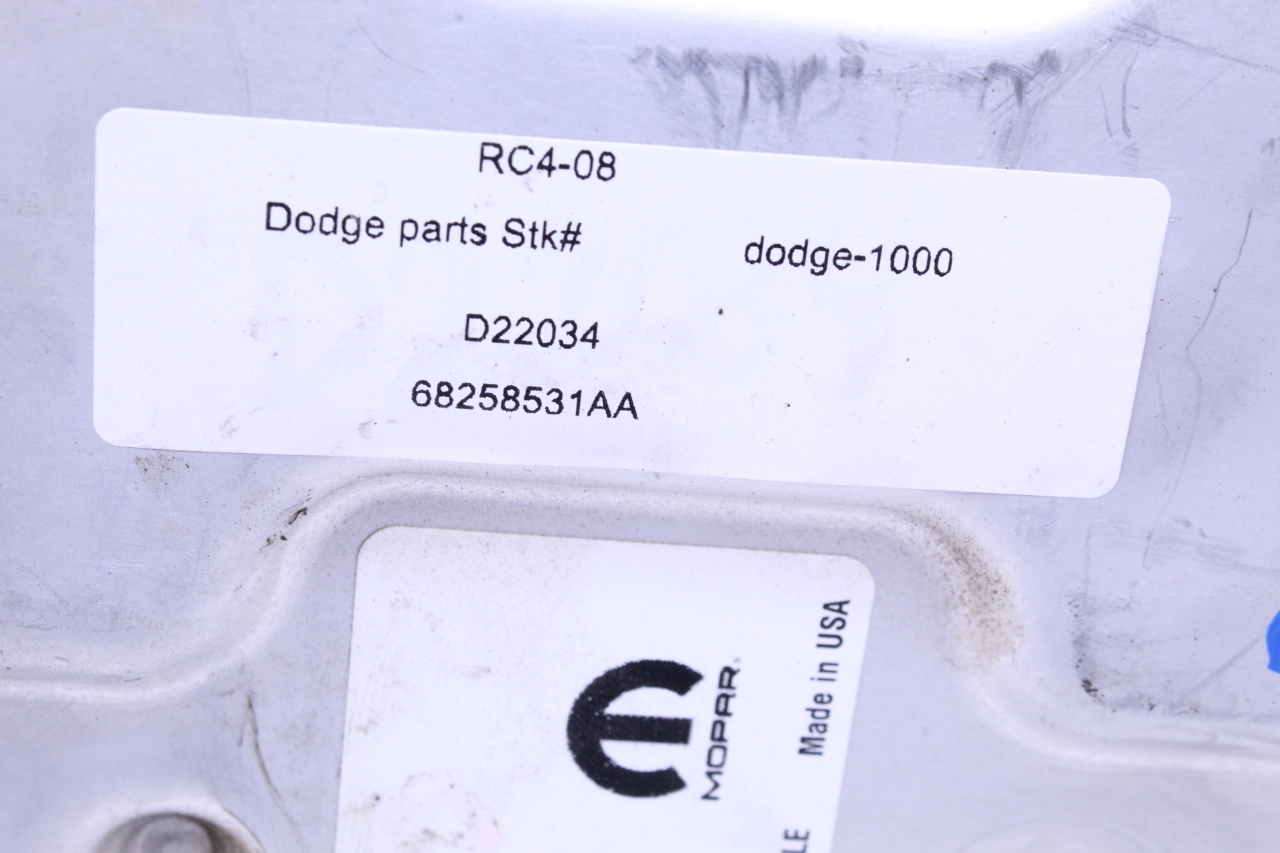 RC4-08
Dodge parts Stk# dodge-1000
D22034
68258531AA
MOPAR
Made in USA